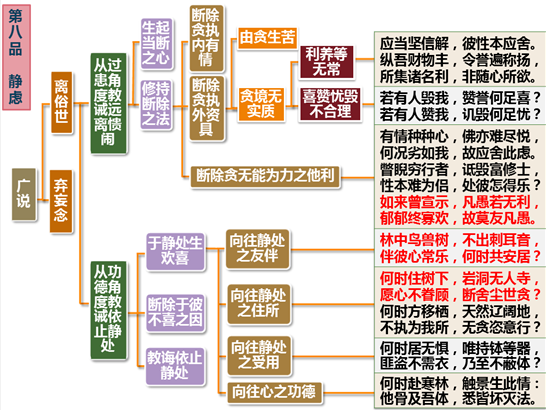 第八品 静虑
广说
离俗世
弃妄念
从过患角度教诫远离愦闹
从功德角度教诫依止静处
生起当断之心
修持断除之法
断除贪执内有情
断除贪执外资具
断除贪无能为力之他利
由贪生苦
贪境无实质
利养等无常
喜赞忧毁不合理
应当坚信解，彼性本应舍。
纵吾财物丰，令誉遍称扬，
所集诸名利，非随心所欲。
若有人毁我，赞誉何足喜？
若有人赞我，讥毁何足忧？
有情种种心，佛亦难尽悦，
何况劣如我，故应舍此虑。
瞥睨穷行者，诋毁富修士，
性本难为侣，处彼怎得乐？
如来曾宣示，凡愚若无利，
郁郁终寡欢，故莫友凡愚。
于静处生欢喜
断除于彼不喜之因
教诲依止静处
向往静处之友伴
向往静处之住所
向往静处之受用
向往心之功德
林中鸟兽树，不出刺耳音，
伴彼心常乐，何时共安居？
何时住树下，岩洞无人寺，
愿心不眷顾，断舍尘世贪？
何时方移栖，天然辽阔地，
不执为我所，无贪恣意行？
何时居无惧，唯持钵等器，
匪盗不需衣，乃至不蔽体？
何时赴寒林，触景生此情：
他骨及吾体，悉皆坏灭法。